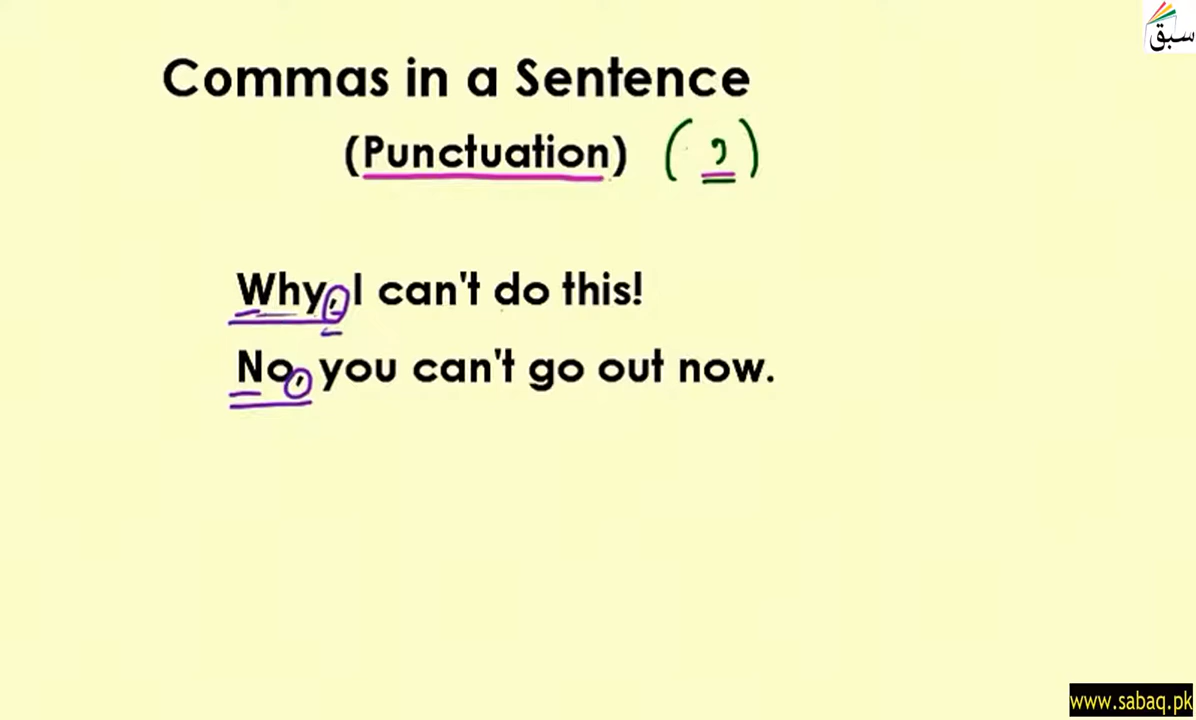 سبق
Commas in a Sentence
(Punctuation) (,)
Why, I can't do this!
No, you can't go out now.
www.sabaq.pk